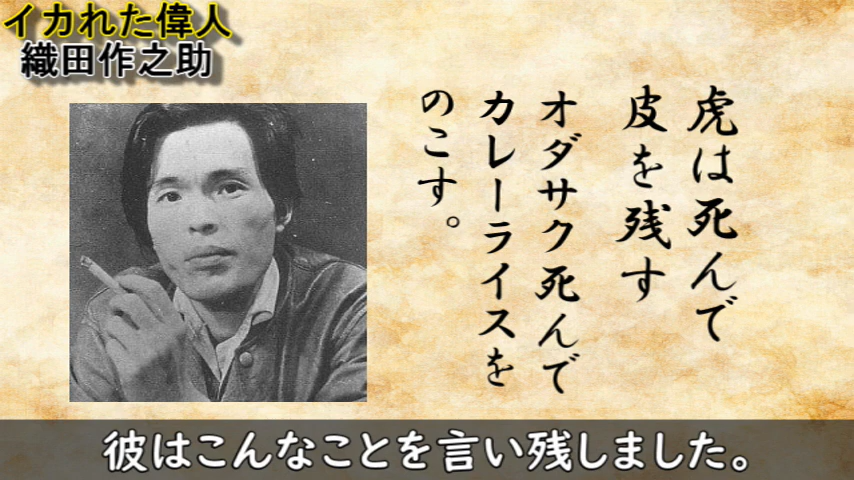 イカれた偉人
織田作之助
虎は死んで
皮を残す
オダサク死んで
カレーライスを
のこす。
彼はこんなことを言い残しました。